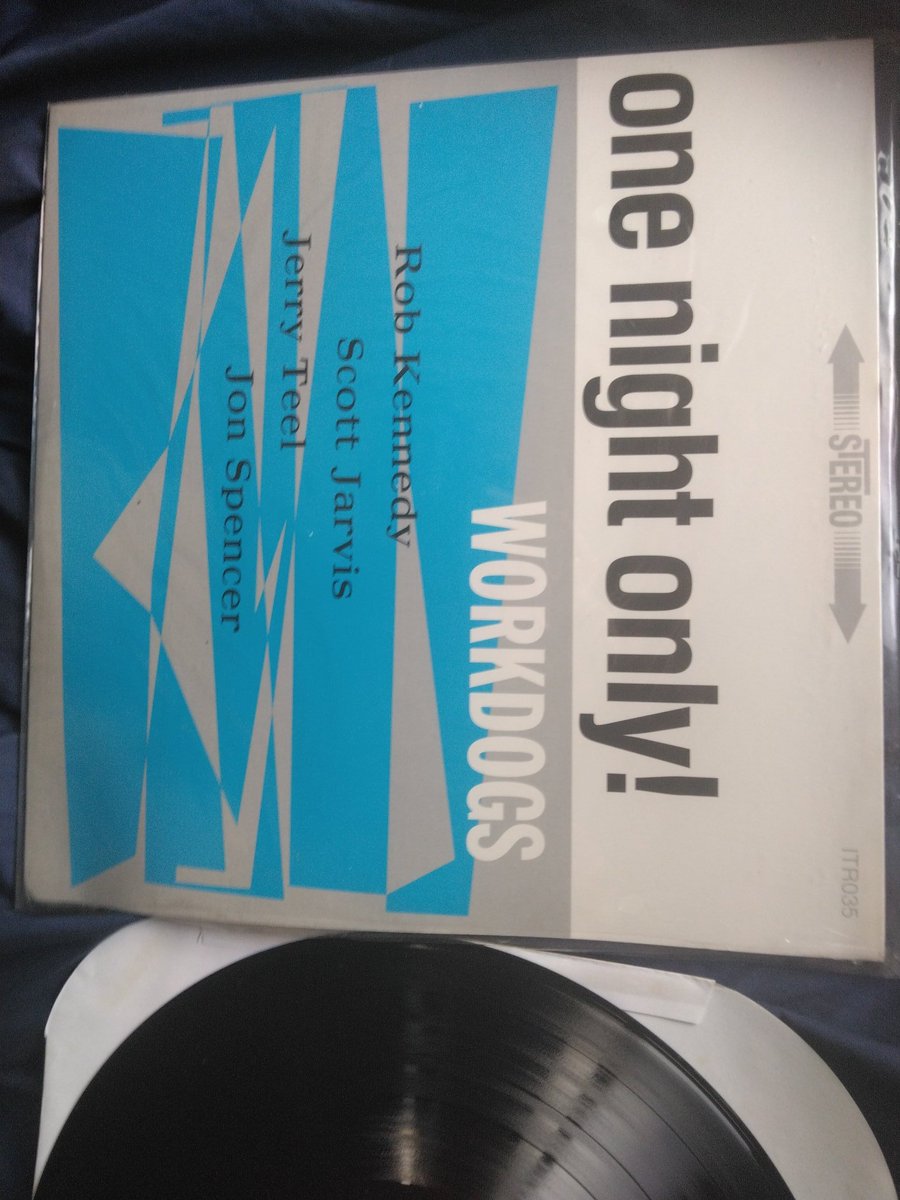 STEREO
ITR035
one night only!
WORKDOGS
Rob Kennedy
Scott Jarvis
Jerry Teel
Jon Spencer